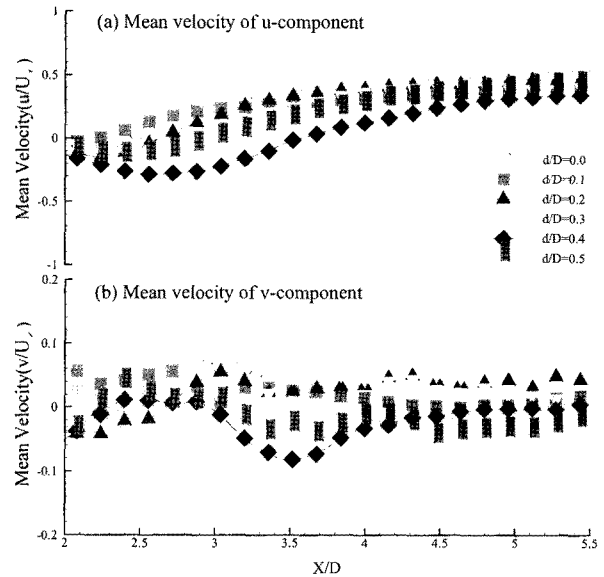 (a) Mean velocity of u-component
Mean Velocity(u/U )
1
0.5
0
-0.5
-1
d/D=0.0
d/D=0.1
d/D=0.2
d/D=0.3
d/D=0.4
d/D=0.5
(b) Mean velocity of v-component
Mean Velocity(v/U )
0.2
0.1
0
-0.1
-0.2
2 2.5 3 3.5 4 4.5 5 5.5
X/D